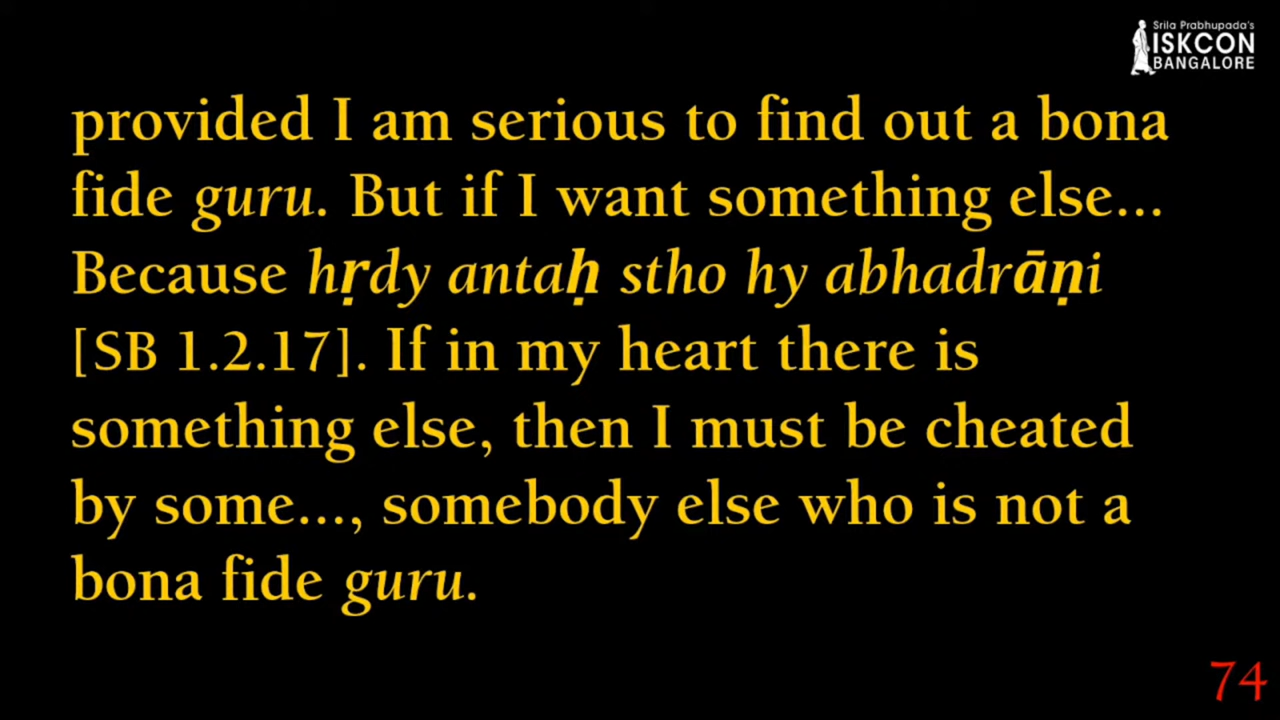 Srila Prabhupada's
ISKCON
BANGALORE
provided I am serious to find out a bona
fide guru. But if I want something else...
Because hṛdy antaḥ stho hy abhadrāṇi
[SB 1.2.17]. If in my heart there is
something else, then I must be cheated
by some..., somebody else who is not a
bona fide guru.
74